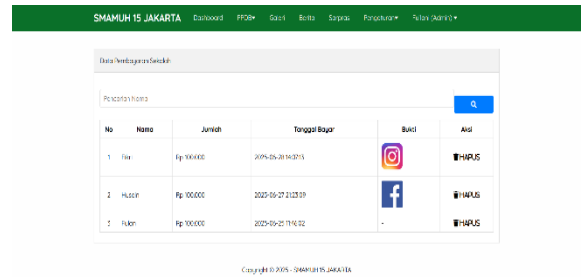 SMAMUH 15 JAKARTA Dashboard PPDB Galeri Berita Sarpras Pengaturan Fulan (Admin)
Data Pembayaran Sekolah
Pencarian Nama
No Nama Jumlah Tanggal Bayar Bukti Aksi
1 Rp 100.000 HAPUS
2 Husein Rp 100.000 2025-06-27 21:23:09 HAPUS
3 Fulan Rp 100.000 - HAPUS
Copyright © 2025 - SMAMUH 15 JAKARTA